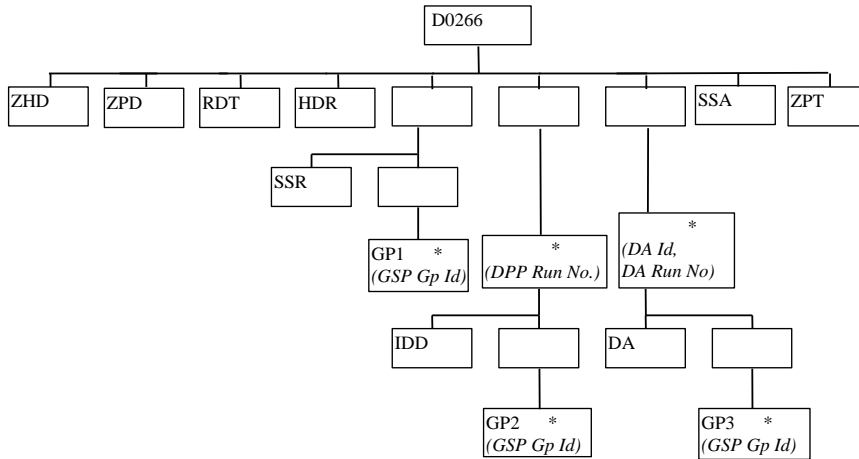 D0266
ZHD
ZPD
RDT
HDR
SSA
ZPT
SSR
GP1 *
(GSP Gp Id)
*
(DPP Run No.)
*
(DA Id,
DA Run No)
IDD
DA
GP2 *
(GSP Gp Id)
GP3 *
(GSP Gp Id)